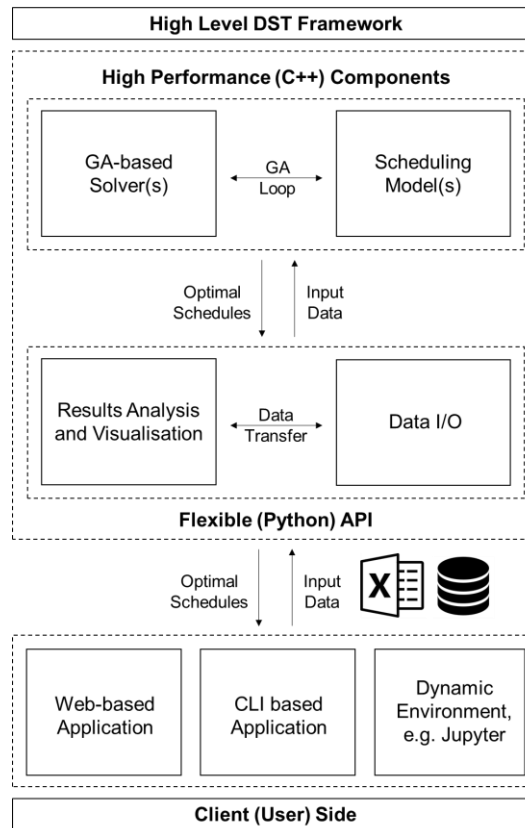 High Level DST Framework
High Performance (C++) Components
GA-based
Solver(s)
GA
Loop
Scheduling
Model(s)
Optimal
Schedules
Input
Data
Results Analysis
and Visualisation
Data
Transfer
Data I/O
Flexible (Python) API
Optimal
Schedules
Input
Data
X
Web-based
Application
CLI based
Application
Dynamic
Environment,
e.g. Jupyter
Client (User) Side